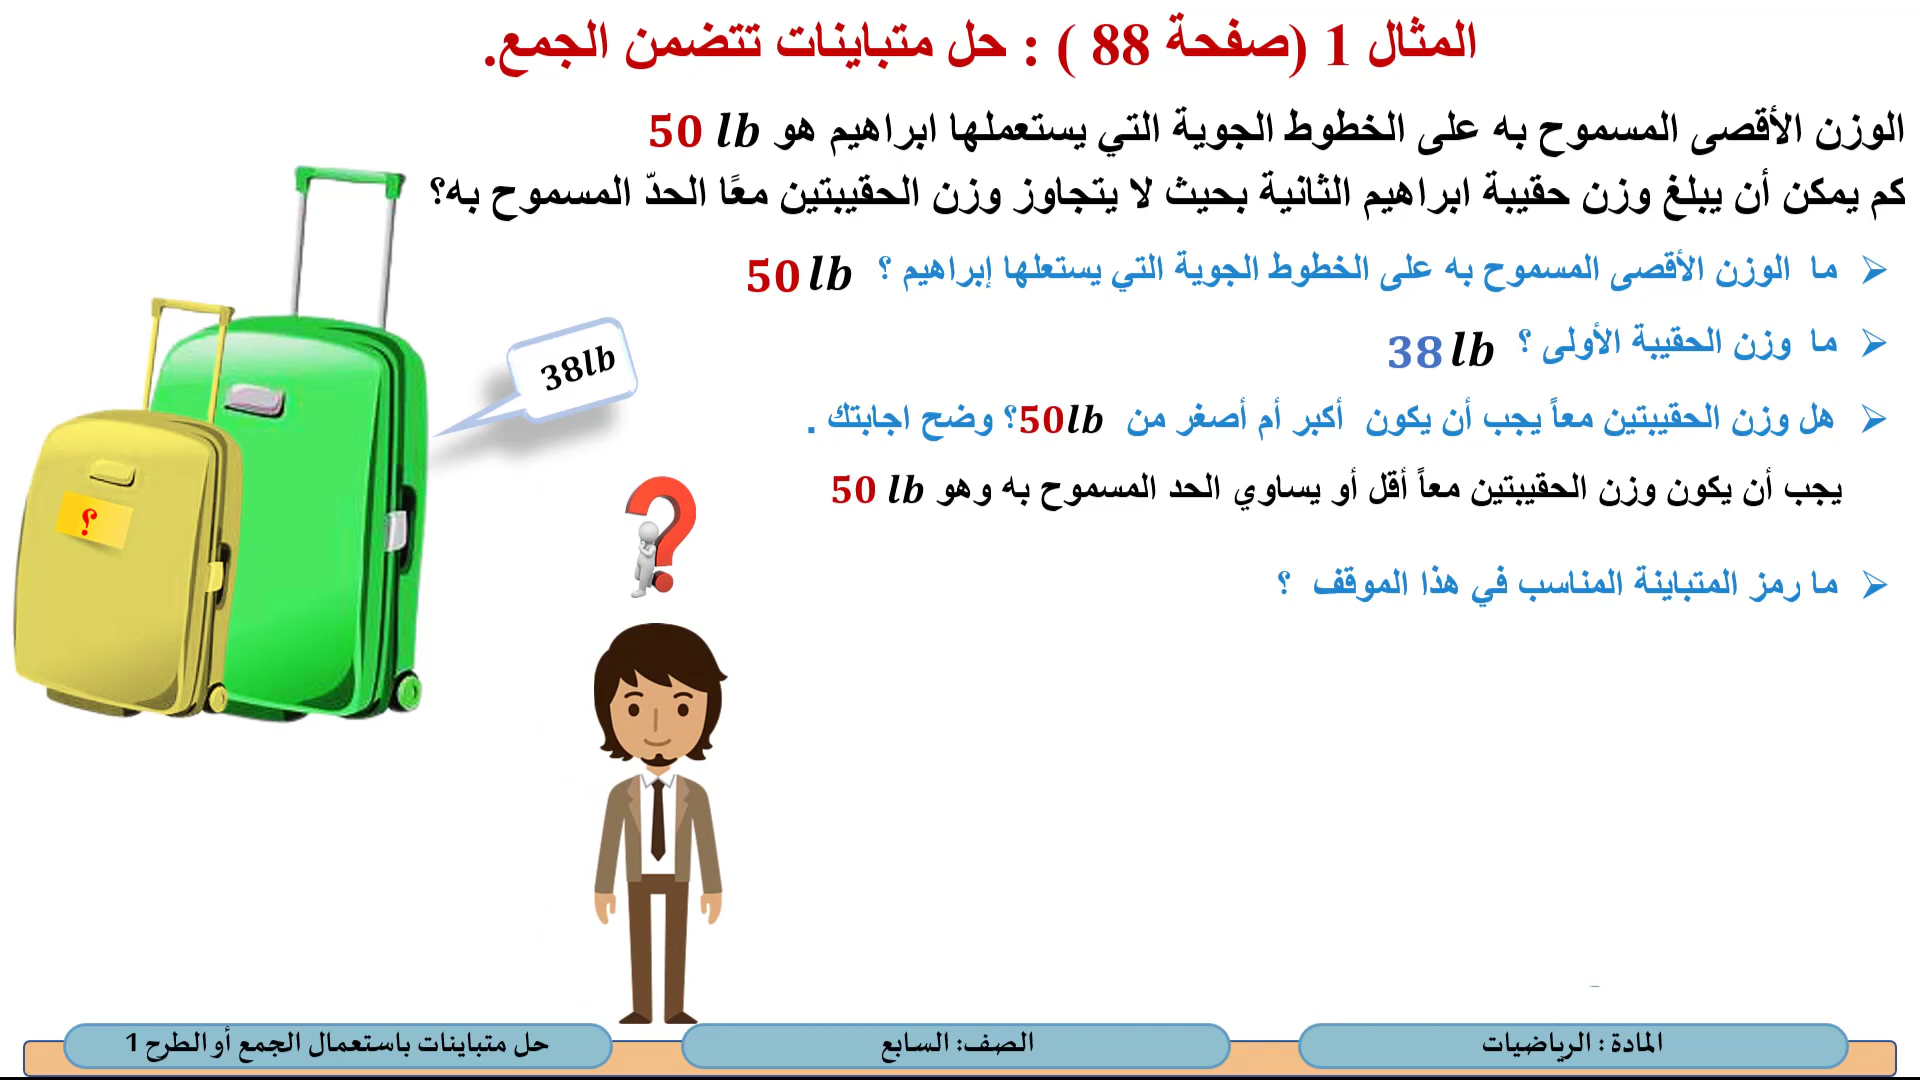 المثال 1 (صفحة 88 ) : حل متباينات تتضمن الجمع.
الوزن الأقصى المسموح به على الخطوط الجوية التي يستعملها ابراهيم هو 50 lb
كم يمكن أن يبلغ وزن حقيبة ابراهيم الثانية بحيث لا يتجاوز وزن الحقيبتين معًا الحدّ المسموح به؟
ما الوزن الأقصى المسموح به على الخطوط الجوية التي يستعلها إبراهيم ؟ 50 lb
ما وزن الحقيبة الأولى ؟ 38 lb
38lb
هل وزن الحقيبتين معاً يجب أن يكون أكبر أم أصغر من 50lb؟ وضح اجابتك .
يجب أن يكون وزن الحقيبتين معاً أقل أو يساوي الحد المسموح به وهو 50 lb
؟
ما رمز المتباينة المناسب في هذا الموقف ؟
المادة : الرياضيات
الصف: السابع
حل متباينات باستعمال الجمع أو الطرح 1